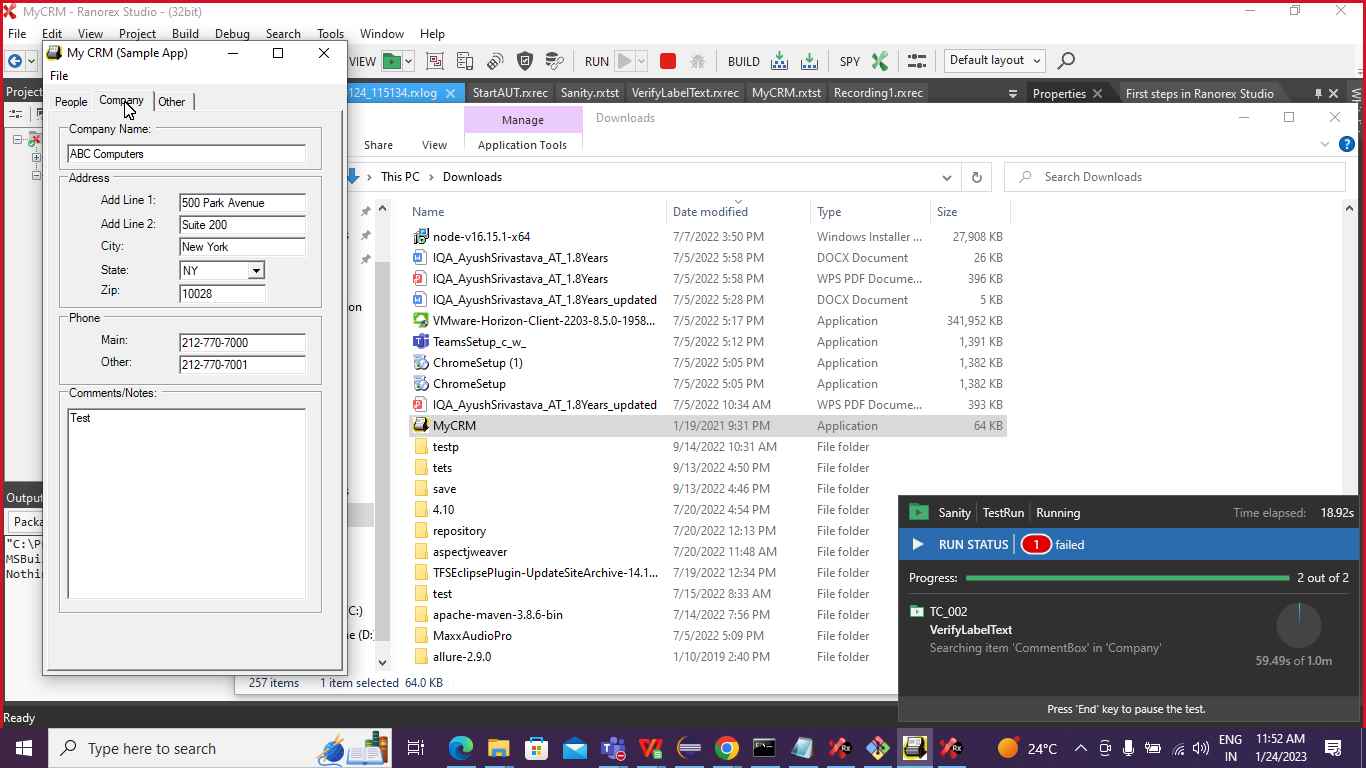 MyCRM - Ranorex Studio - (32bit)
File Edit View Project Build Debug Search Tools Window Help
VIEW RUN BUILD SPY Default layout
124_115134.rxlog StartAUT.rxrec Sanity.rxtst VerifyLabelText.rxrec MyCRM.rxtst Recording1.rxrec Properties First steps in Ranorex Studio
My CRM (Sample App)
File
People Company Other
Company Name:
ABC Computers
Address
Add Line 1: 500 Park Avenue
Add Line 2: Suite 200
City: New York
State: NY
Zip: 10028
Phone
Main: 212-770-7000
Other: 212-770-7001
Comments/Notes:
Test
Manage Downloads
Share View Application Tools
This PC > Downloads Search Downloads
Name Date modified Type Size
node-v16.15.1-x64 7/7/2022 3:50 PM Windows Installer ... 27,908 KB
IQA_AyushSrivastava_AT_1.8Years 7/5/2022 5:58 PM DOCX Document 26 KB
IQA_AyushSrivastava_AT_1.8Years 7/5/2022 5:58 PM WPS PDF Docume... 396 KB
IQA_AyushSrivastava_AT_1.8Years_updated 7/5/2022 5:28 PM DOCX Document 5 KB
VMware-Horizon-Client-2203-8.5.0-1958... 7/5/2022 5:17 PM Application 341,952 KB
TeamsSetup_c_w_ 7/5/2022 5:12 PM Application 1,391 KB
ChromeSetup (1) 7/5/2022 5:05 PM Application 1,382 KB
ChromeSetup 7/5/2022 5:05 PM Application 1,382 KB
IQA_AyushSrivastava_AT_1.8Years_updated 7/5/2022 10:34 AM WPS PDF Docume... 393 KB
MyCRM 1/19/2021 9:31 PM Application 64 KB
testp 9/14/2022 10:31 AM File folder
tets 9/13/2022 4:50 PM File folder
save 9/13/2022 4:46 PM File folder
4.10 7/20/2022 4:54 PM File folder
repository 7/20/2022 12:13 PM File folder
aspectjweaver 7/20/2022 11:48 AM File folder
TFSEclipsePlugin-UpdateSiteArchive-14.1... 7/19/2022 12:34 PM File folder
test 7/15/2022 8:33 AM File folder
apache-maven-3.8.6-bin 7/14/2022 7:56 PM File folder
MaxxAudioPro 7/5/2022 5:09 PM File folder
allure-2.9.0 1/10/2019 2:40 PM File folder
257 items 1 item selected 64.0 KB
Sanity TestRun Running Time elapsed: 18.92s
RUN STATUS 1 failed
Progress: 2 out of 2
TC_002
VerifyLabelText
Searching item 'CommentBox' in 'Company'
59.49s of 1.0m
Press 'End' key to pause the test.
Ready
Type here to search
24°C
ENG
IN
11:52 AM
1/24/2023